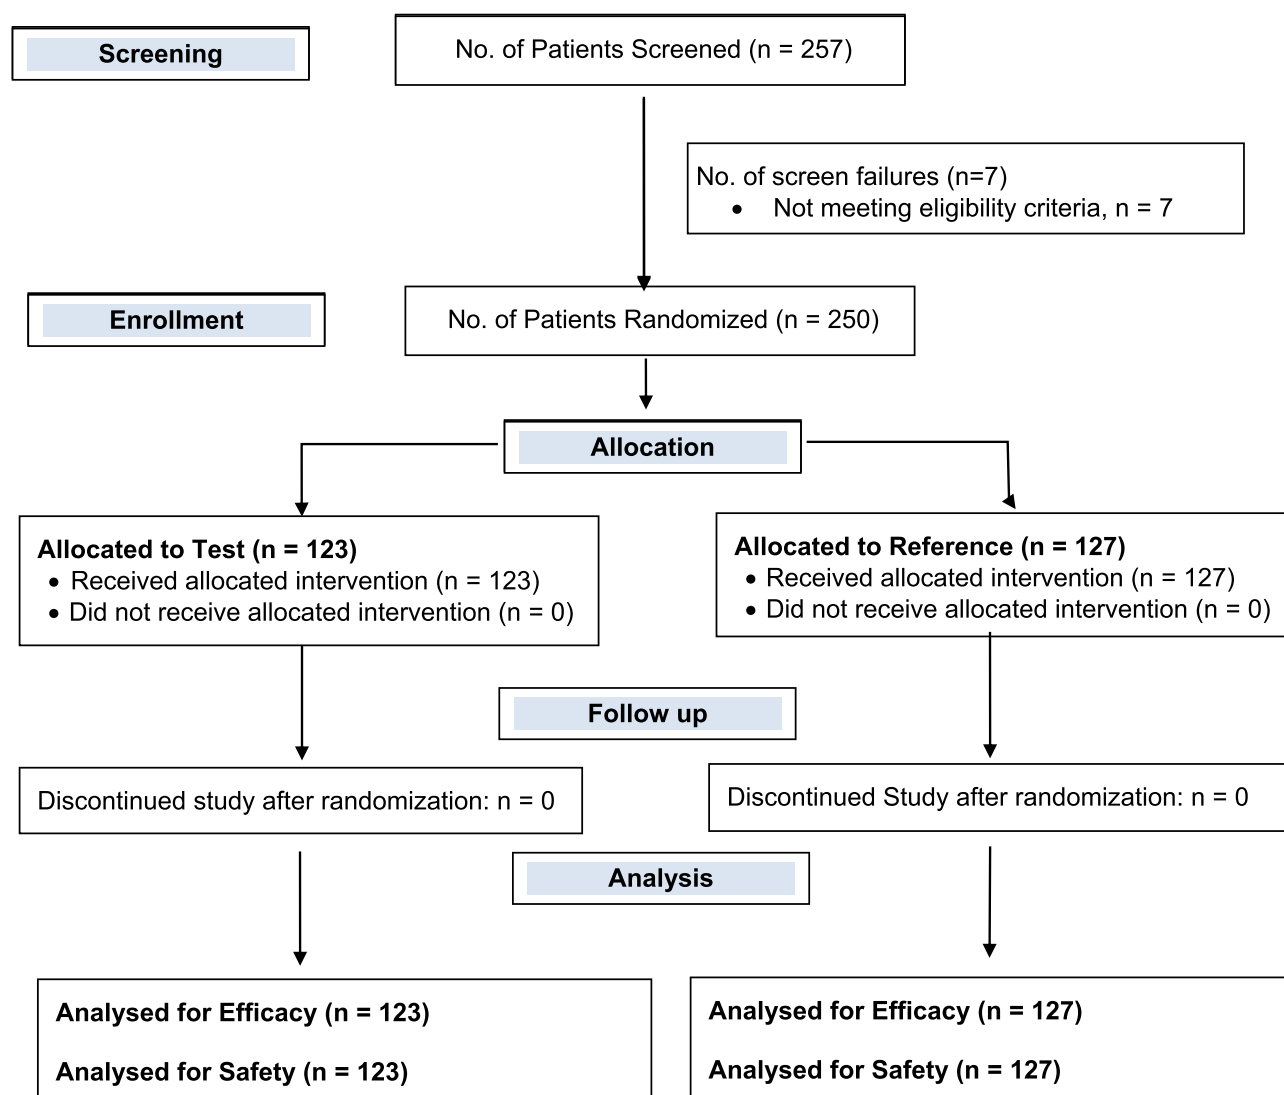 Screening
No. of Patients Screened (n = 257)
No. of screen failures (n=7)
• Not meeting eligibility criteria, n = 7
Enrollment
No. of Patients Randomized (n = 250)
Allocation
Allocated to Test (n = 123)
• Received allocated intervention (n = 123)
• Did not receive allocated intervention (n = 0)
Allocated to Reference (n = 127)
• Received allocated intervention (n = 127)
• Did not receive allocated intervention (n = 0)
Follow up
Discontinued study after randomization: n = 0
Discontinued Study after randomization: n = 0
Analysis
Analysed for Efficacy (n = 123)
Analysed for Safety (n = 123)
Analysed for Efficacy (n = 127)
Analysed for Safety (n = 127)